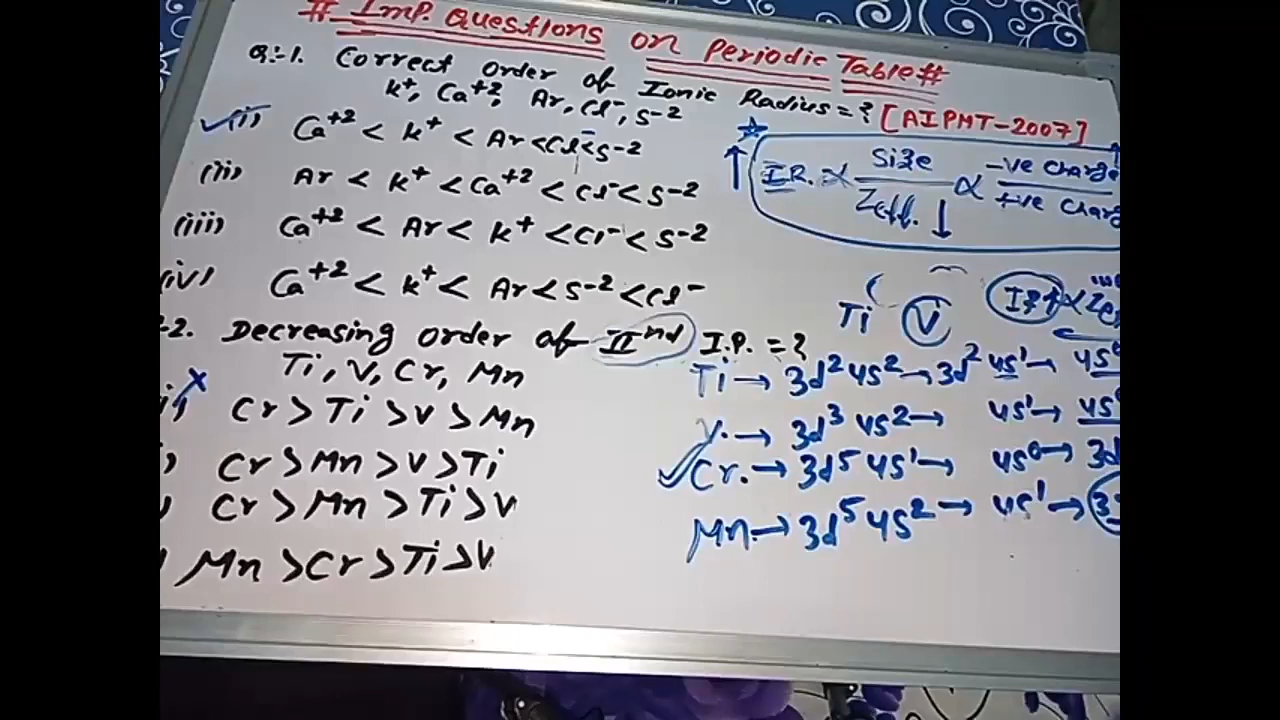 # Imp. Questions on Periodic Table #
Q:-1. Correct order of Ionic Radius = ? [AIPMT-2007]
K+, Ca+2, Ar, Cl-, S-2
(i) Ca+2 < K+ < Ar < Cl- < S-2
(ii) Ar < K+ < Ca+2 < Cl- < S-2
(iii) Ca+2 < Ar < K+ < Cl- < S-2
iv) Ca+2 < K+ < Ar < S-2 < Cl-
-2. Decreasing order of IInd I.P. = ?
Ti, V, Cr, Mn
i) Cr > Ti > V > Mn
) Cr > Mn > V > Ti
) Cr > Mn > Ti > V
) Mn > Cr > Ti > V
↑ I.R. ∝ Size / Zeff. ↓ ∝ -ve charge / +ve charg
Ti V
Ti → 3d2 4s2 → 3d2 4s1 →
V. → 3d3 4s2 → 4s1 →
Cr. → 3d5 4s1 → 4s0 → 3d
Mn. → 3d5 4s2 → 4s1 →